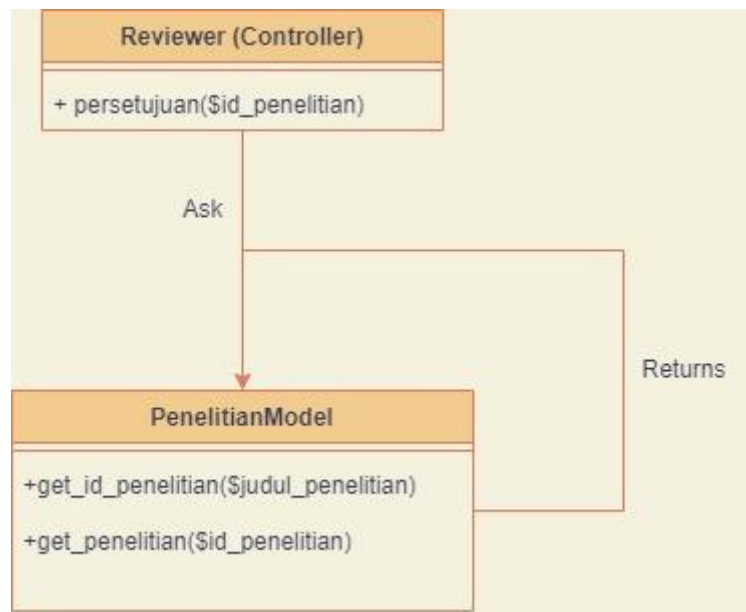 Reviewer (Controller)
+ persetujuan($id_penelitian)
Ask
Returns
PenelitianModel
+get_id_penelitian($judul_penelitian)
+get_penelitian($id_penelitian)